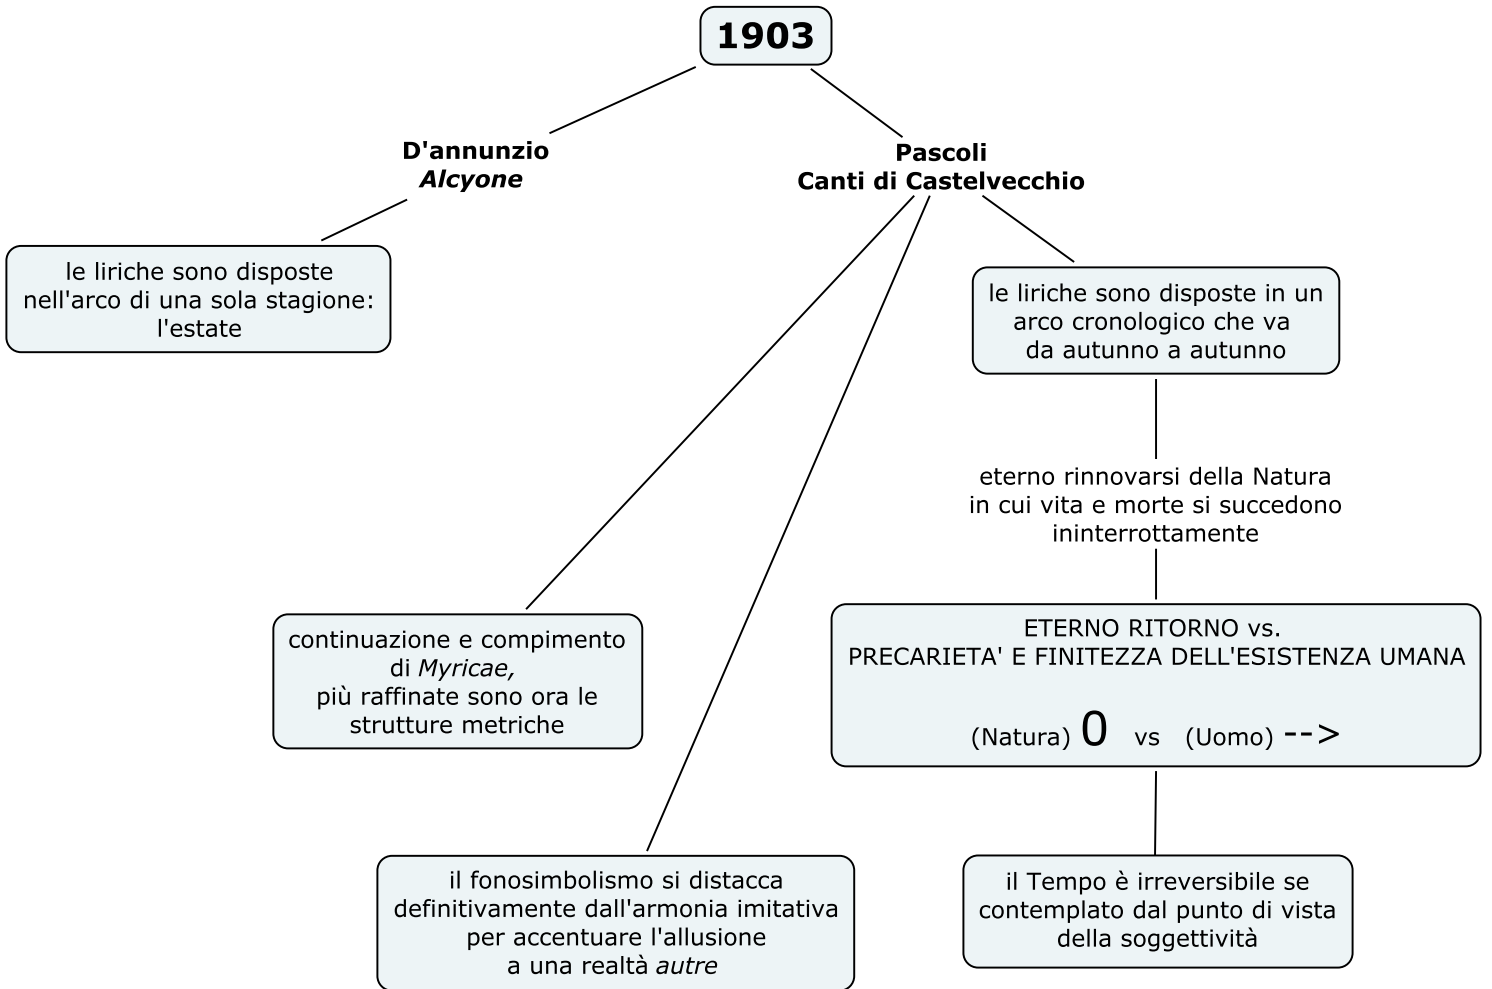 1903
D'annunzio
Alcyone
Pascoli
Canti di Castelvecchio
le liriche sono disposte
nell'arco di una sola stagione:
l'estate
le liriche sono disposte in un
arco cronologico che va
da autunno a autunno
eterno rinnovarsi della Natura
in cui vita e morte si succedono
ininterrottamente
continuazione e compimento
di Myricae,
più raffinate sono ora le
strutture metriche
ETERNO RITORNO vs.
PRECARIETA' E FINITEZZA DELL'ESISTENZA UMANA
(Natura) 0 vs (Uomo) -->
il fonosimbolismo si distacca
definitivamente dall'armonia imitativa
per accentuare l'allusione
a una realtà autre
il Tempo è irreversibile se
contemplato dal punto di vista
della soggettività